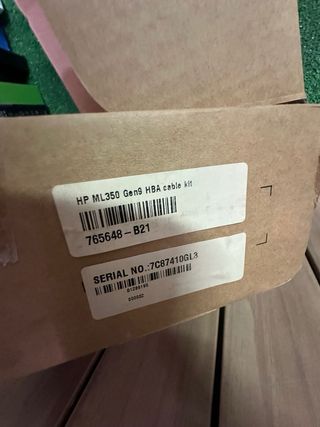 HP ML350 Gen9 HBA cable kit
765648-B21
SERIAL NO.:7C87410GL3